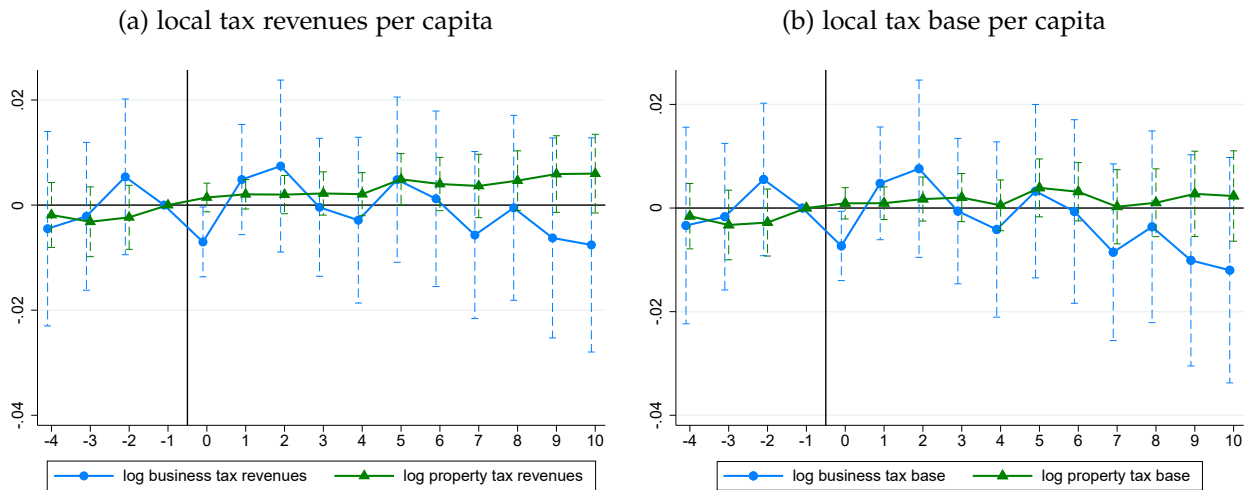 (a) local tax revenues per capita
.02
0
-.02
-.04
-4 -3 -2 -1 0 1 2 3 4 5 6 7 8 9 10
log business tax revenues log property tax revenues
(b) local tax base per capita
.02
0
-.02
-.04
-4 -3 -2 -1 0 1 2 3 4 5 6 7 8 9 10
log business tax base log property tax base